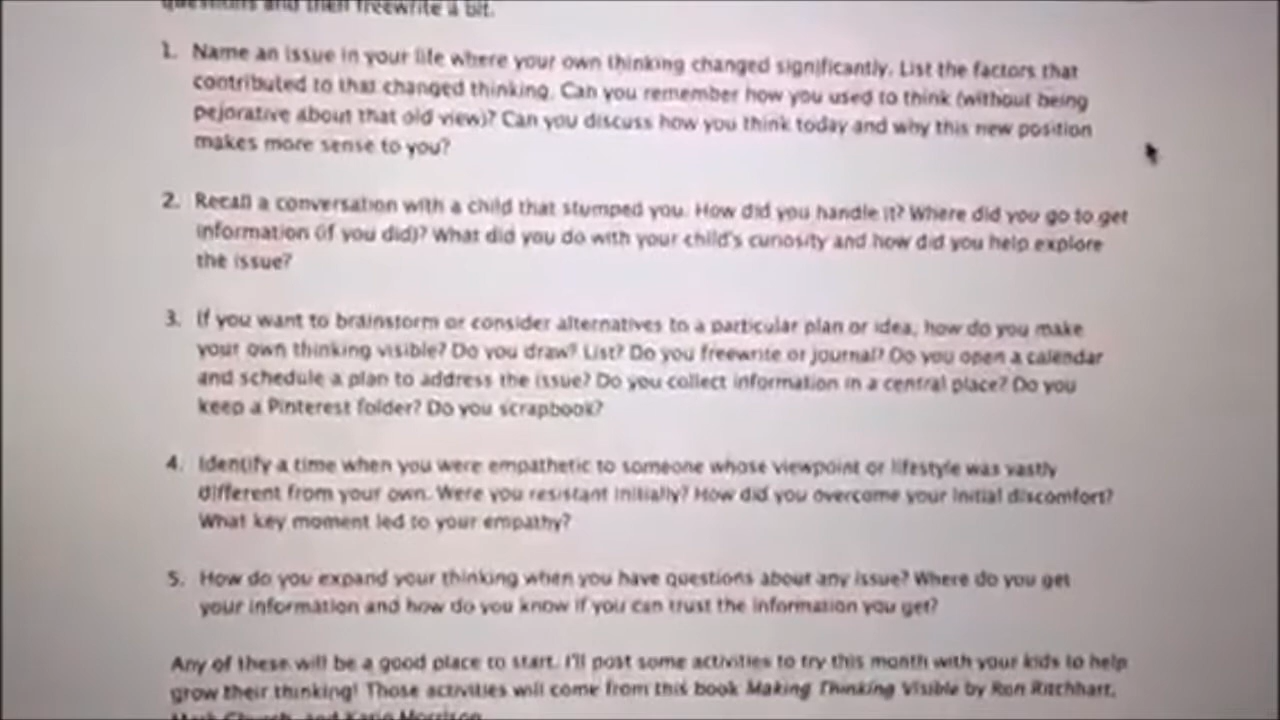 questions and then freewrite a bit.
1. Name an issue in your life where your own thinking changed significantly. List the factors that
contributed to that changed thinking. Can you remember how you used to think (without being
pejorative about that old view)? Can you discuss how you think today and why this new position
makes more sense to you?
2. Recall a conversation with a child that stumped you. How did you handle it? Where did you go to get
information (if you did)? What did you do with your child's curiosity and how did you help explore
the issue?
3. If you want to brainstorm or consider alternatives to a particular plan or idea, how do you make
your own thinking visible? Do you draw? List? Do you freewrite or journal? Do you open a calendar
and schedule a plan to address the issue? Do you collect information in a central place? Do you
keep a Pinterest folder? Do you scrapbook?
4. Identify a time when you were empathetic to someone whose viewpoint or lifestyle was vastly
different from your own. Were you resistant initially? How did you overcome your initial discomfort?
What key moment led to your empathy?
5. How do you expand your thinking when you have questions about any issue? Where do you get
your information and how do you know if you can trust the information you get?
Any of these will be a good place to start. I'll post some activities to try this month with your kids to help
grow their thinking! Those activities will come from this book Making Thinking Visible by Ron Ritchhart,
Mark Church, and Karin Morrison.